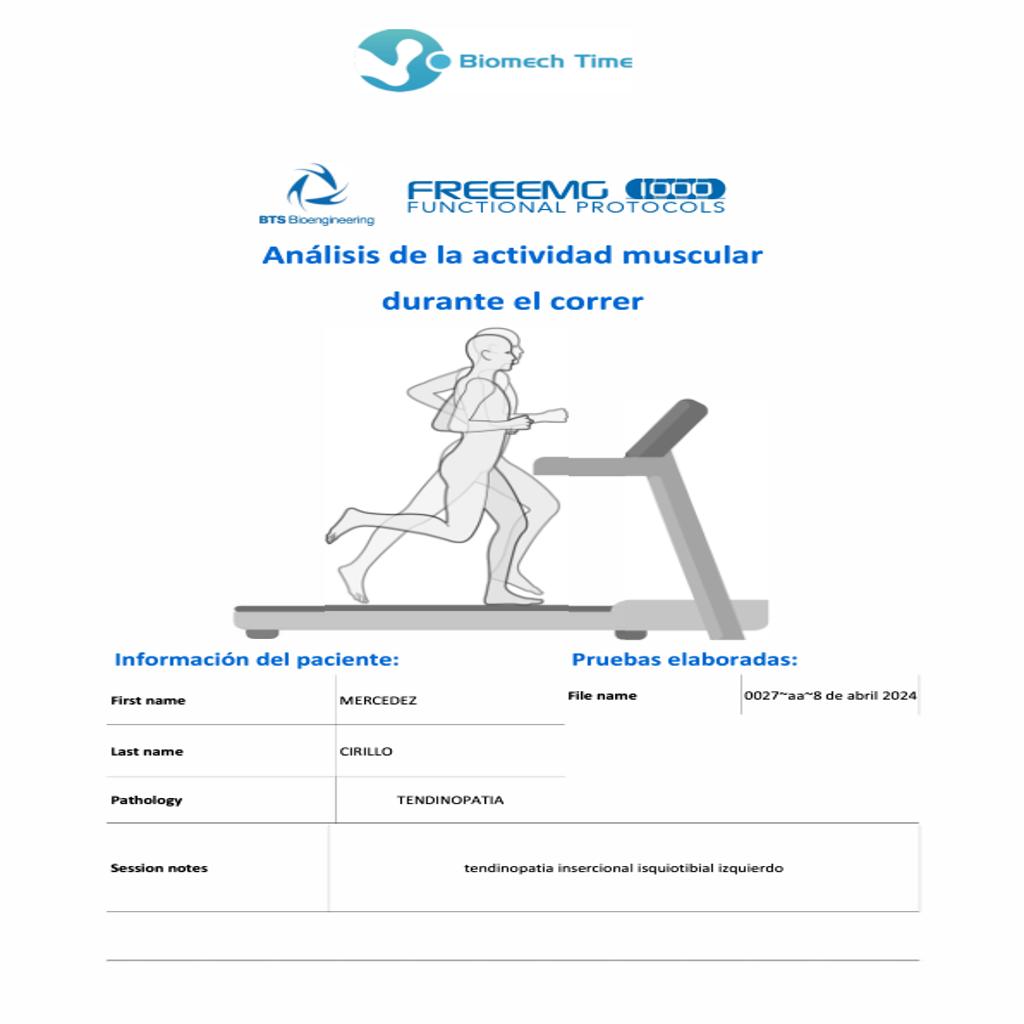 Biomech Time
BTS Bioengineering
FREEEMG 1000
FUNCTIONAL PROTOCOLS
Análisis de la actividad muscular
durante el correr
Información del paciente:
Pruebas elaboradas:
First name MERCEDEZ
File name 0027~aa~8 de abril 2024
Last name CIRILLO
Pathology TENDINOPATIA
Session notes tendinopatia insercional isquiotibial izquierdo